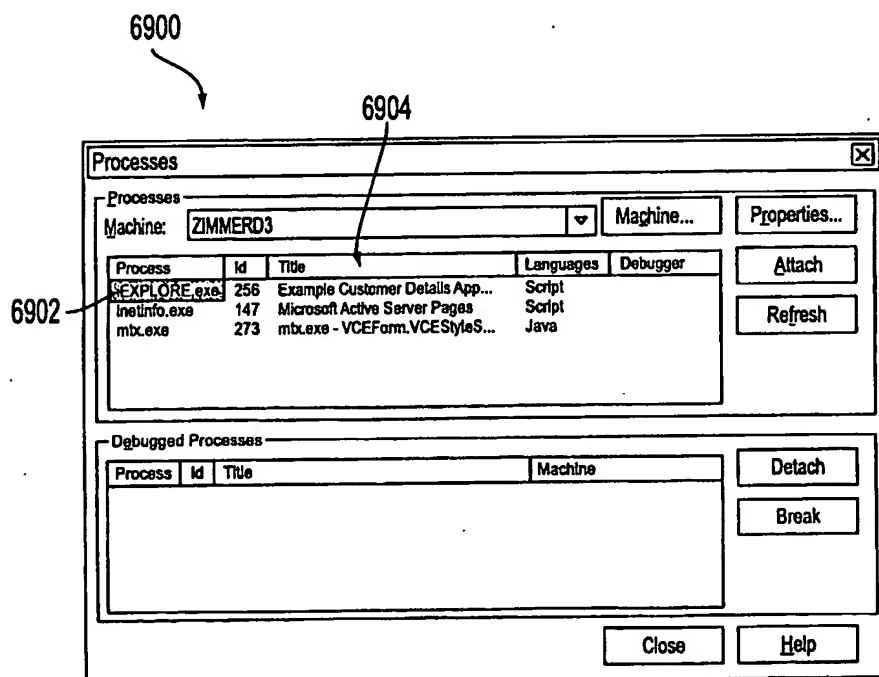 6900
6904
Processes
Processes
Machine: ZIMMERD3 Machine... Properties...
Process Id Title Languages Debugger Attach
EXPLORE.exe 256 Example Customer Details App... Script
6902
Inetinfo.exe 147 Microsoft Active Server Pages Script Refresh
mtx.exe 273 mtx.exe - VCEForm.VCEStyleS... Java
Debugged Processes
Process Id Title Machine Detach
Break
Close Help